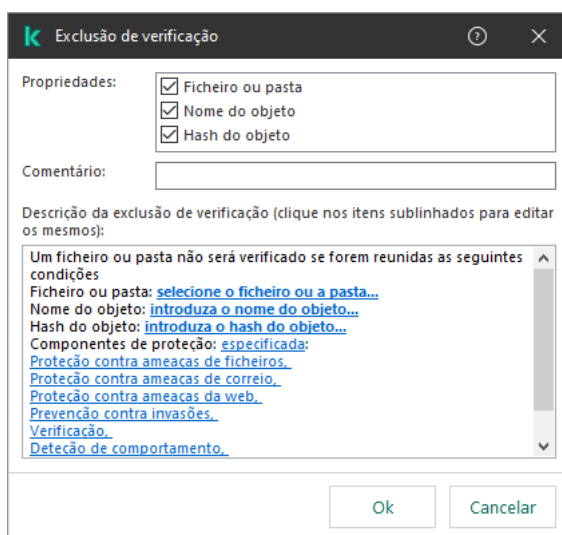 Exclusão de verificação
Propriedades:
Ficheiro ou pasta
Nome do objeto
Hash do objeto
Comentário:
Descrição da exclusão de verificação (clique nos itens sublinhados para editar
os mesmos):
Um ficheiro ou pasta não será verificado se forem reunidas as seguintes
condições
Ficheiro ou pasta: selecione o ficheiro ou a pasta...
Nome do objeto: introduza o nome do objeto...
Hash do objeto: introduza o hash do objeto...
Componentes de proteção: especificada:
Proteção contra ameaças de ficheiros,
Proteção contra ameaças de correio,
Proteção contra ameaças da web,
Prevenção contra invasões,
Verificação,
Deteção de comportamento,
Ok
Cancelar